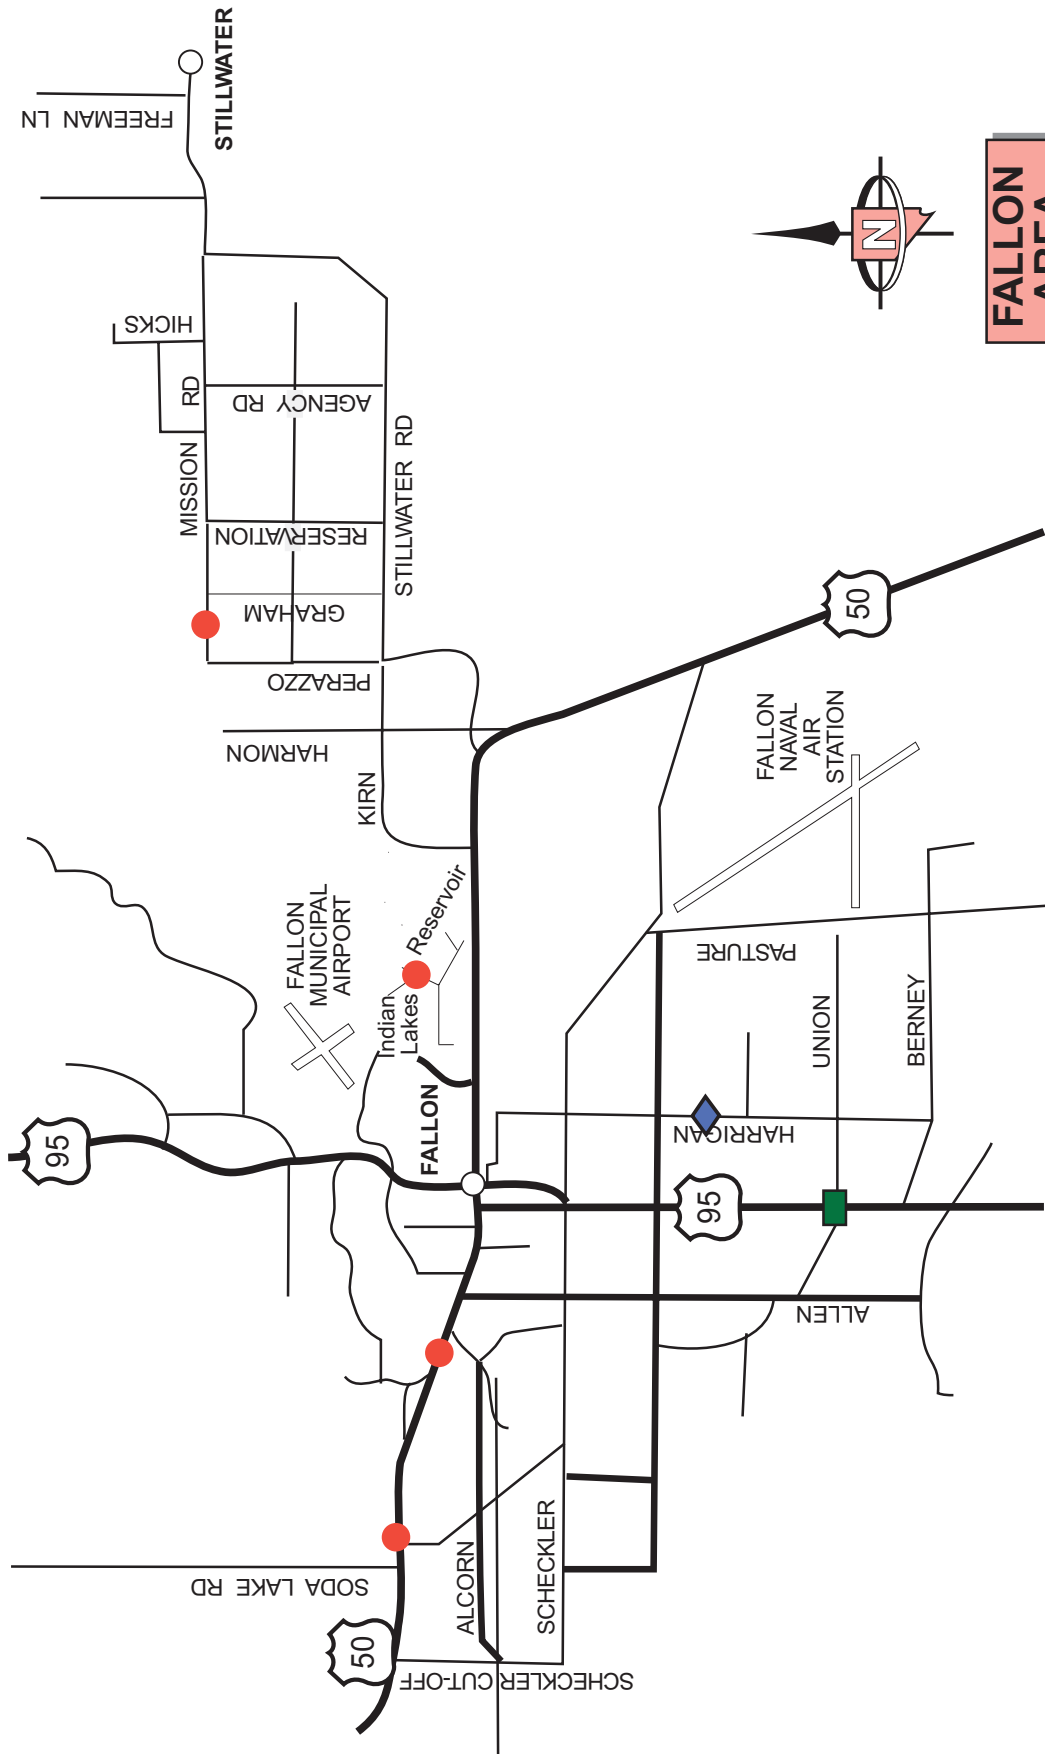 STILLWATER
FREEMAN LN
HICKS
MISSION RD
AGENCY RD
RESERVATION
GRAHAM
STILLWATER RD
PERAZZO
HARMON
KIRN
50
N
FALLON
AREA
FALLON
NAVAL
AIR
STATION
FALLON
MUNICIPAL
AIRPORT
Indian
Lakes
Reservoir
PASTURE
UNION
BERNEY
HARRIGAN
95
FALLON
95
ALLEN
SODA LAKE RD
ALCORN
SCHECKLER
50
SCHECKLER CUT-OFF